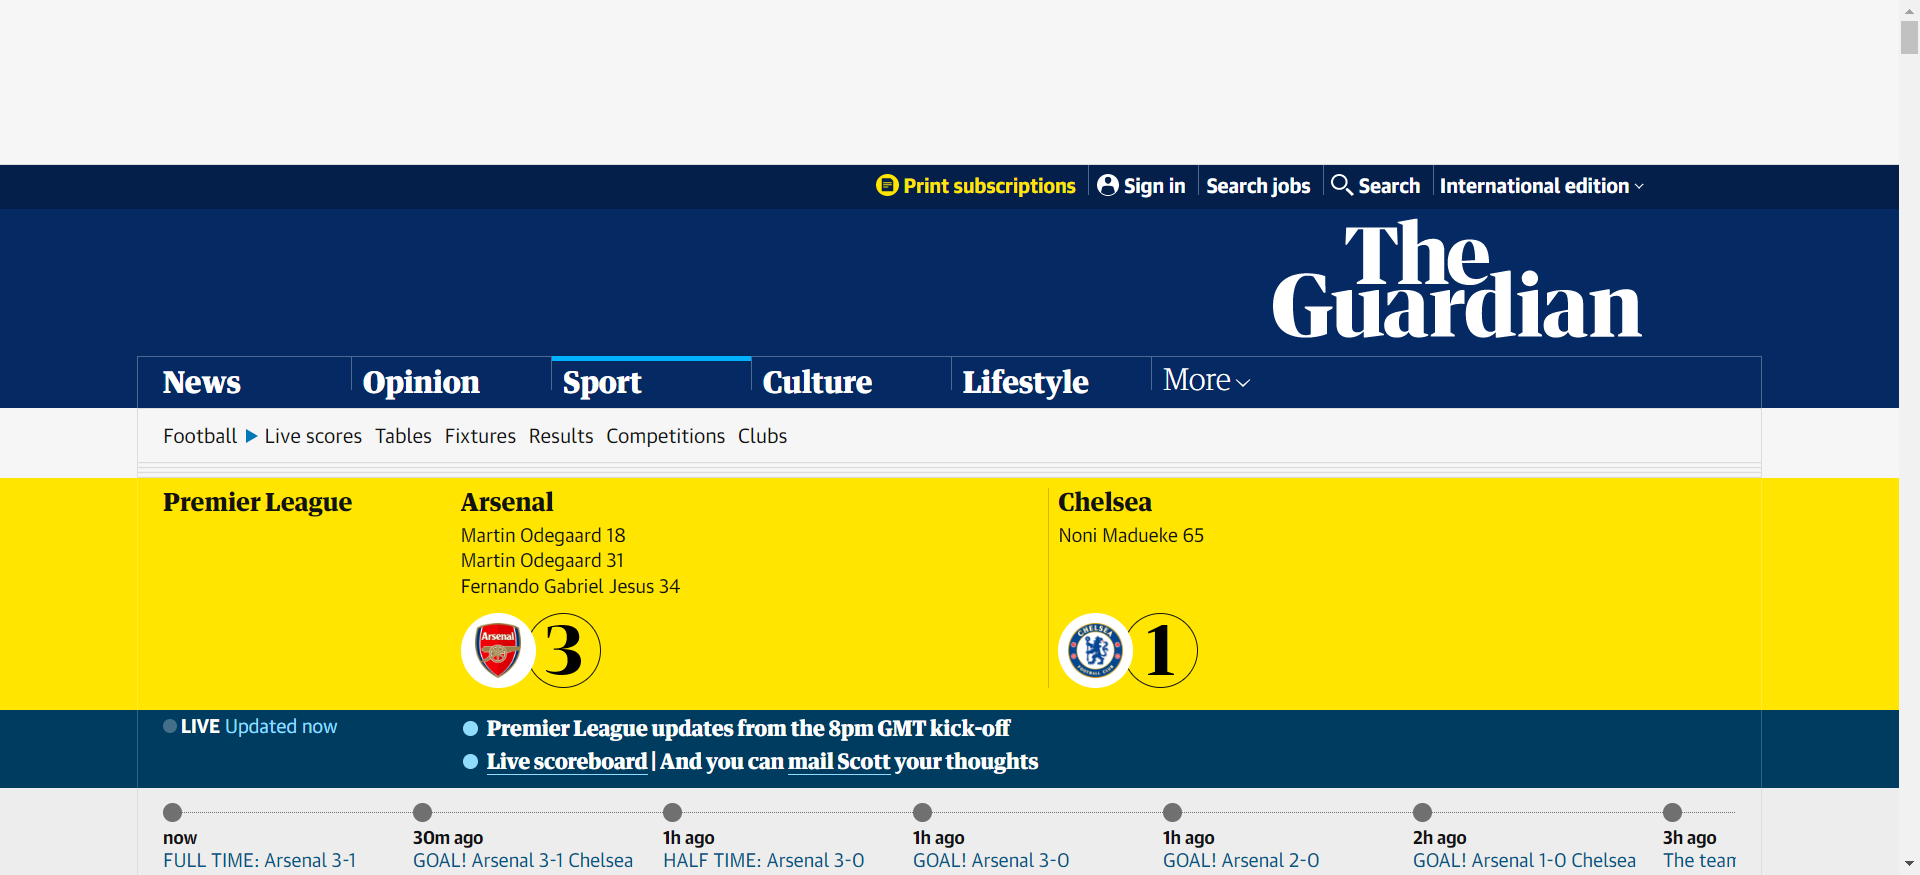 Print subscriptions
Sign in
Search jobs
Search
International edition
The
Guardian
News
Opinion
Sport
Culture
Lifestyle
More
Football
Live scores
Tables
Fixtures
Results
Competitions
Clubs
Premier League
Arsenal
Martin Odegaard 18
Martin Odegaard 31
Fernando Gabriel Jesus 34
Arsenal
3
Chelsea
Noni Madueke 65
CHELSEA
FOOTBALL CLUB
1
LIVE Updated now
Premier League updates from the 8pm GMT kick-off
Live scoreboard | And you can mail Scott your thoughts
now
FULL TIME: Arsenal 3-1
30m ago
GOAL! Arsenal 3-1 Chelsea
1h ago
HALF TIME: Arsenal 3-0
1h ago
GOAL! Arsenal 3-0
1h ago
GOAL! Arsenal 2-0
2h ago
GOAL! Arsenal 1-0 Chelsea
3h ago
The team